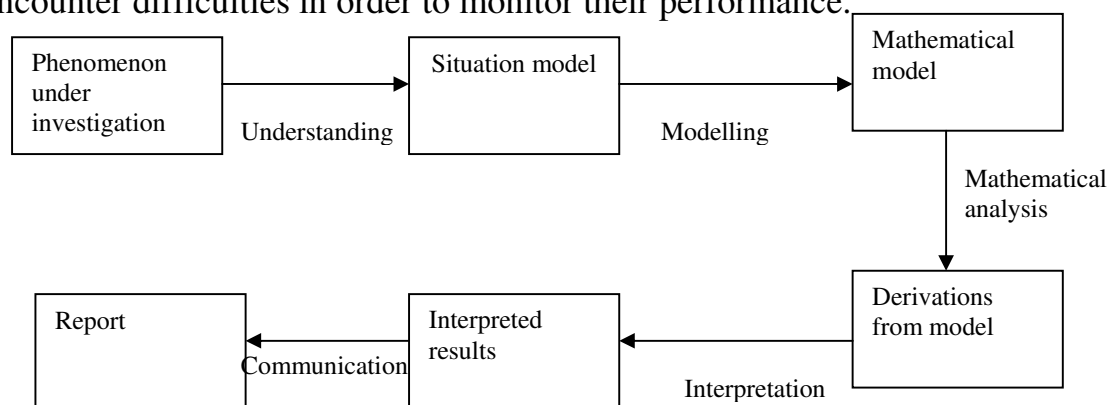 encounter difficulties in order to monitor their performance.
Phenomenon
under
investigation
Understanding
Situation model
Modelling
Mathematical
model
Mathematical
analysis
Derivations
from model
Interpretation
Interpreted
results
Communication
Report